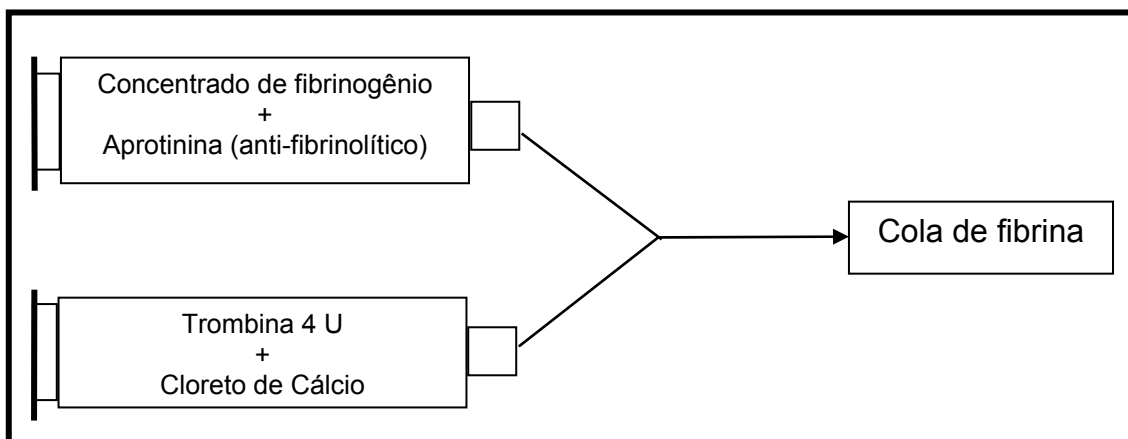 Concentrado de fibrinogênio
+
Aprotinina (anti-fibrinolítico)
Cola de fibrina
Trombina 4 U
+
Cloreto de Cálcio